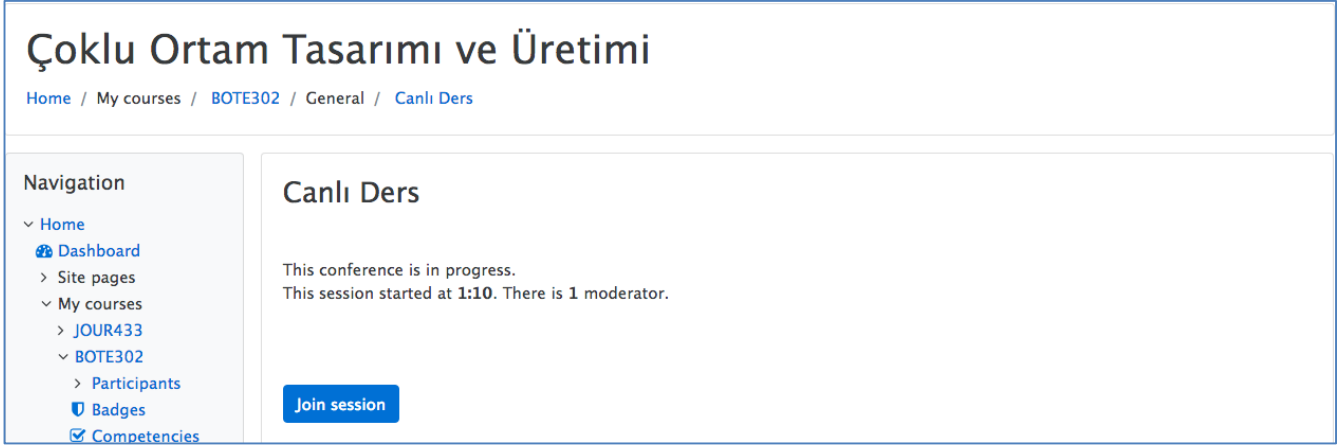 Çoklu Ortam Tasarımı ve Üretimi
Home / My courses / BOTE302 / General / Canlı Ders
Navigation
Home
Dashboard
Site pages
My courses
JOUR433
BOTE302
Participants
Badges
Competencies
Canlı Ders
This conference is in progress.
This session started at 1:10. There is 1 moderator.
Join session